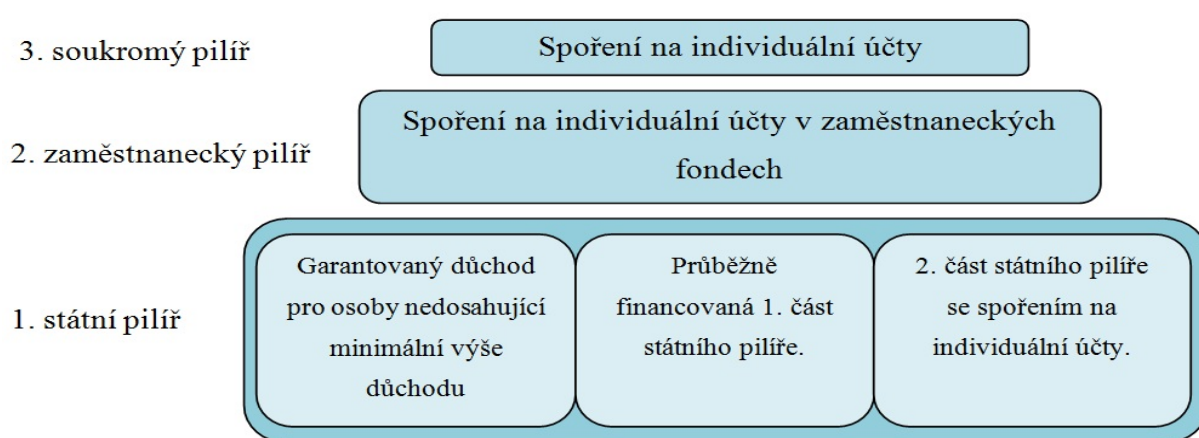 3. soukromý pilíř
Spoření na individuální účty
2. zaměstnanecký pilíř
Spoření na individuální účty v zaměstnaneckých
fondech
1. státní pilíř
Garantovaný důchod
pro osoby nedosahující
minimální výše
důchodu
Průběžně
financovaná 1. část
státního pilíře.
2. část státního pilíře
se spořením na
individuální účty.